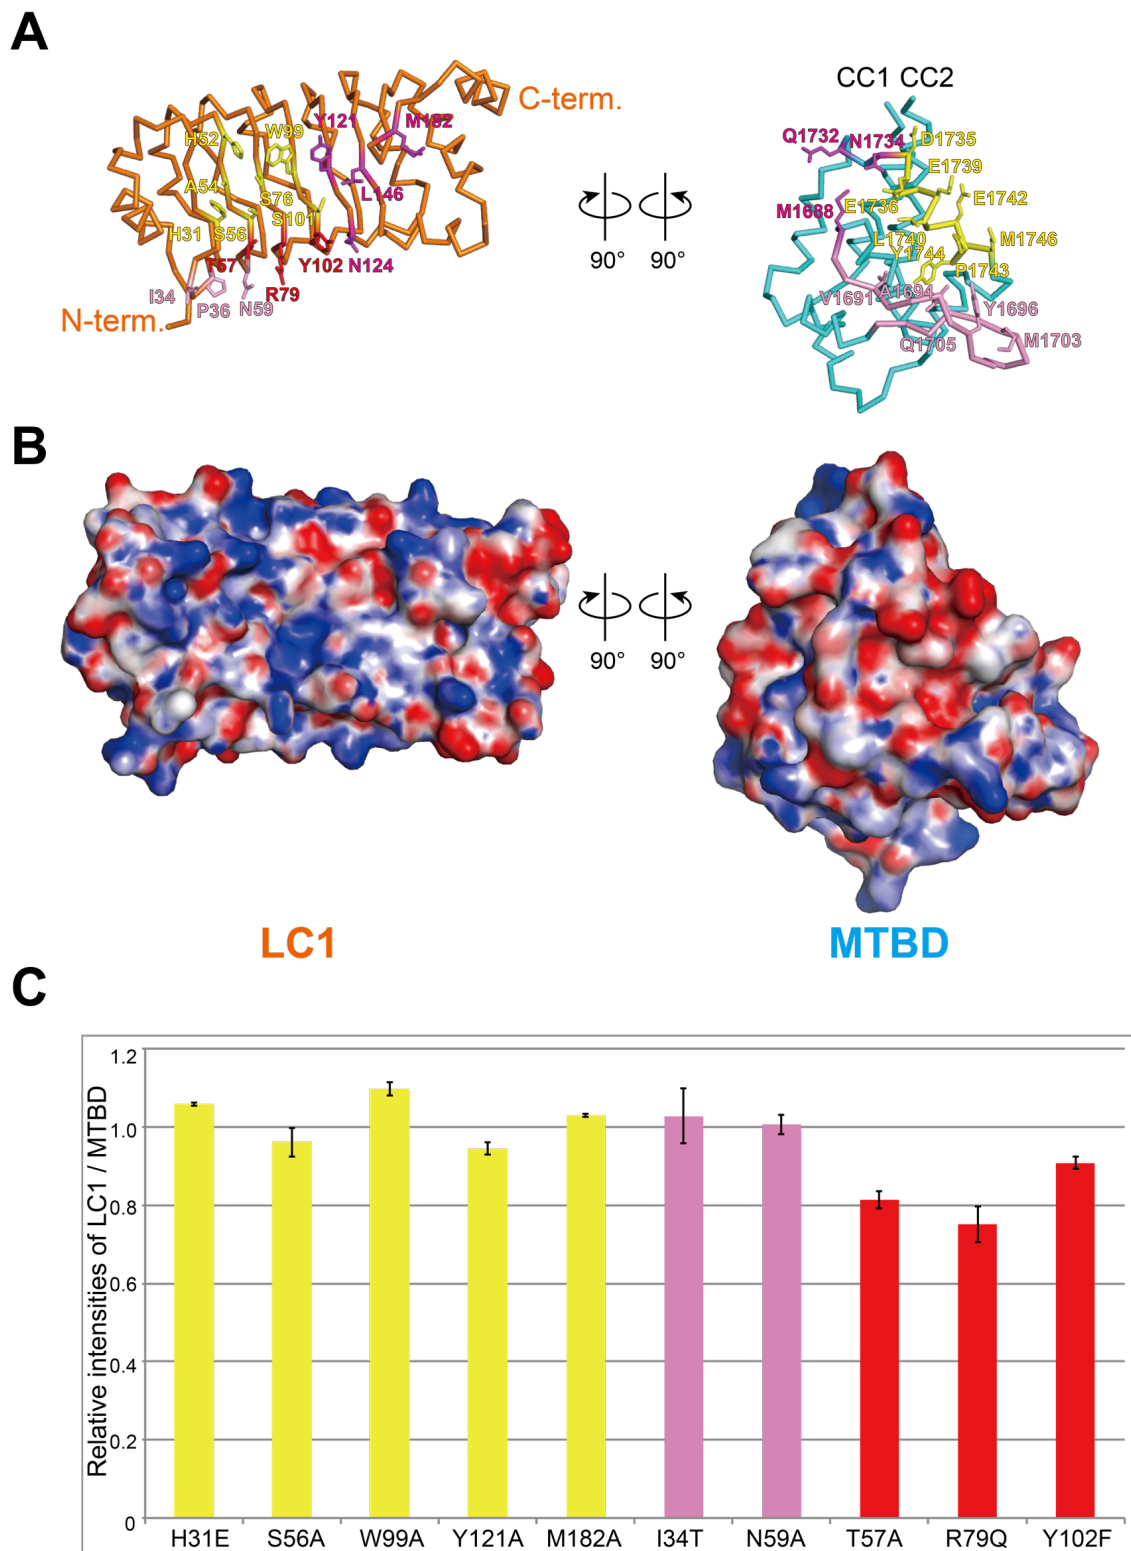 A
CC1 CC2
C-term.
Y121
M182
H52
W99
Q1732
N1734
D1735
E1739
A54
S76
L146
E1742
S101
M1688
E1736
H31
S56
L1740
M1746
Y1744
T57
Y102
N124
P1743
90°
90°
R79
I34
P36
N59
V1691
A1694
Y1696
N-term.
Q1705
M1703
B
90°
90°
LC1
MTBD
C
Relative intensities of LC1 / MTBD
1.2
1.0
0.8
0.6
0.4
0.2
0
H31E
S56A
W99A
Y121A
M182A
I34T
N59A
T57A
R79Q
Y102F